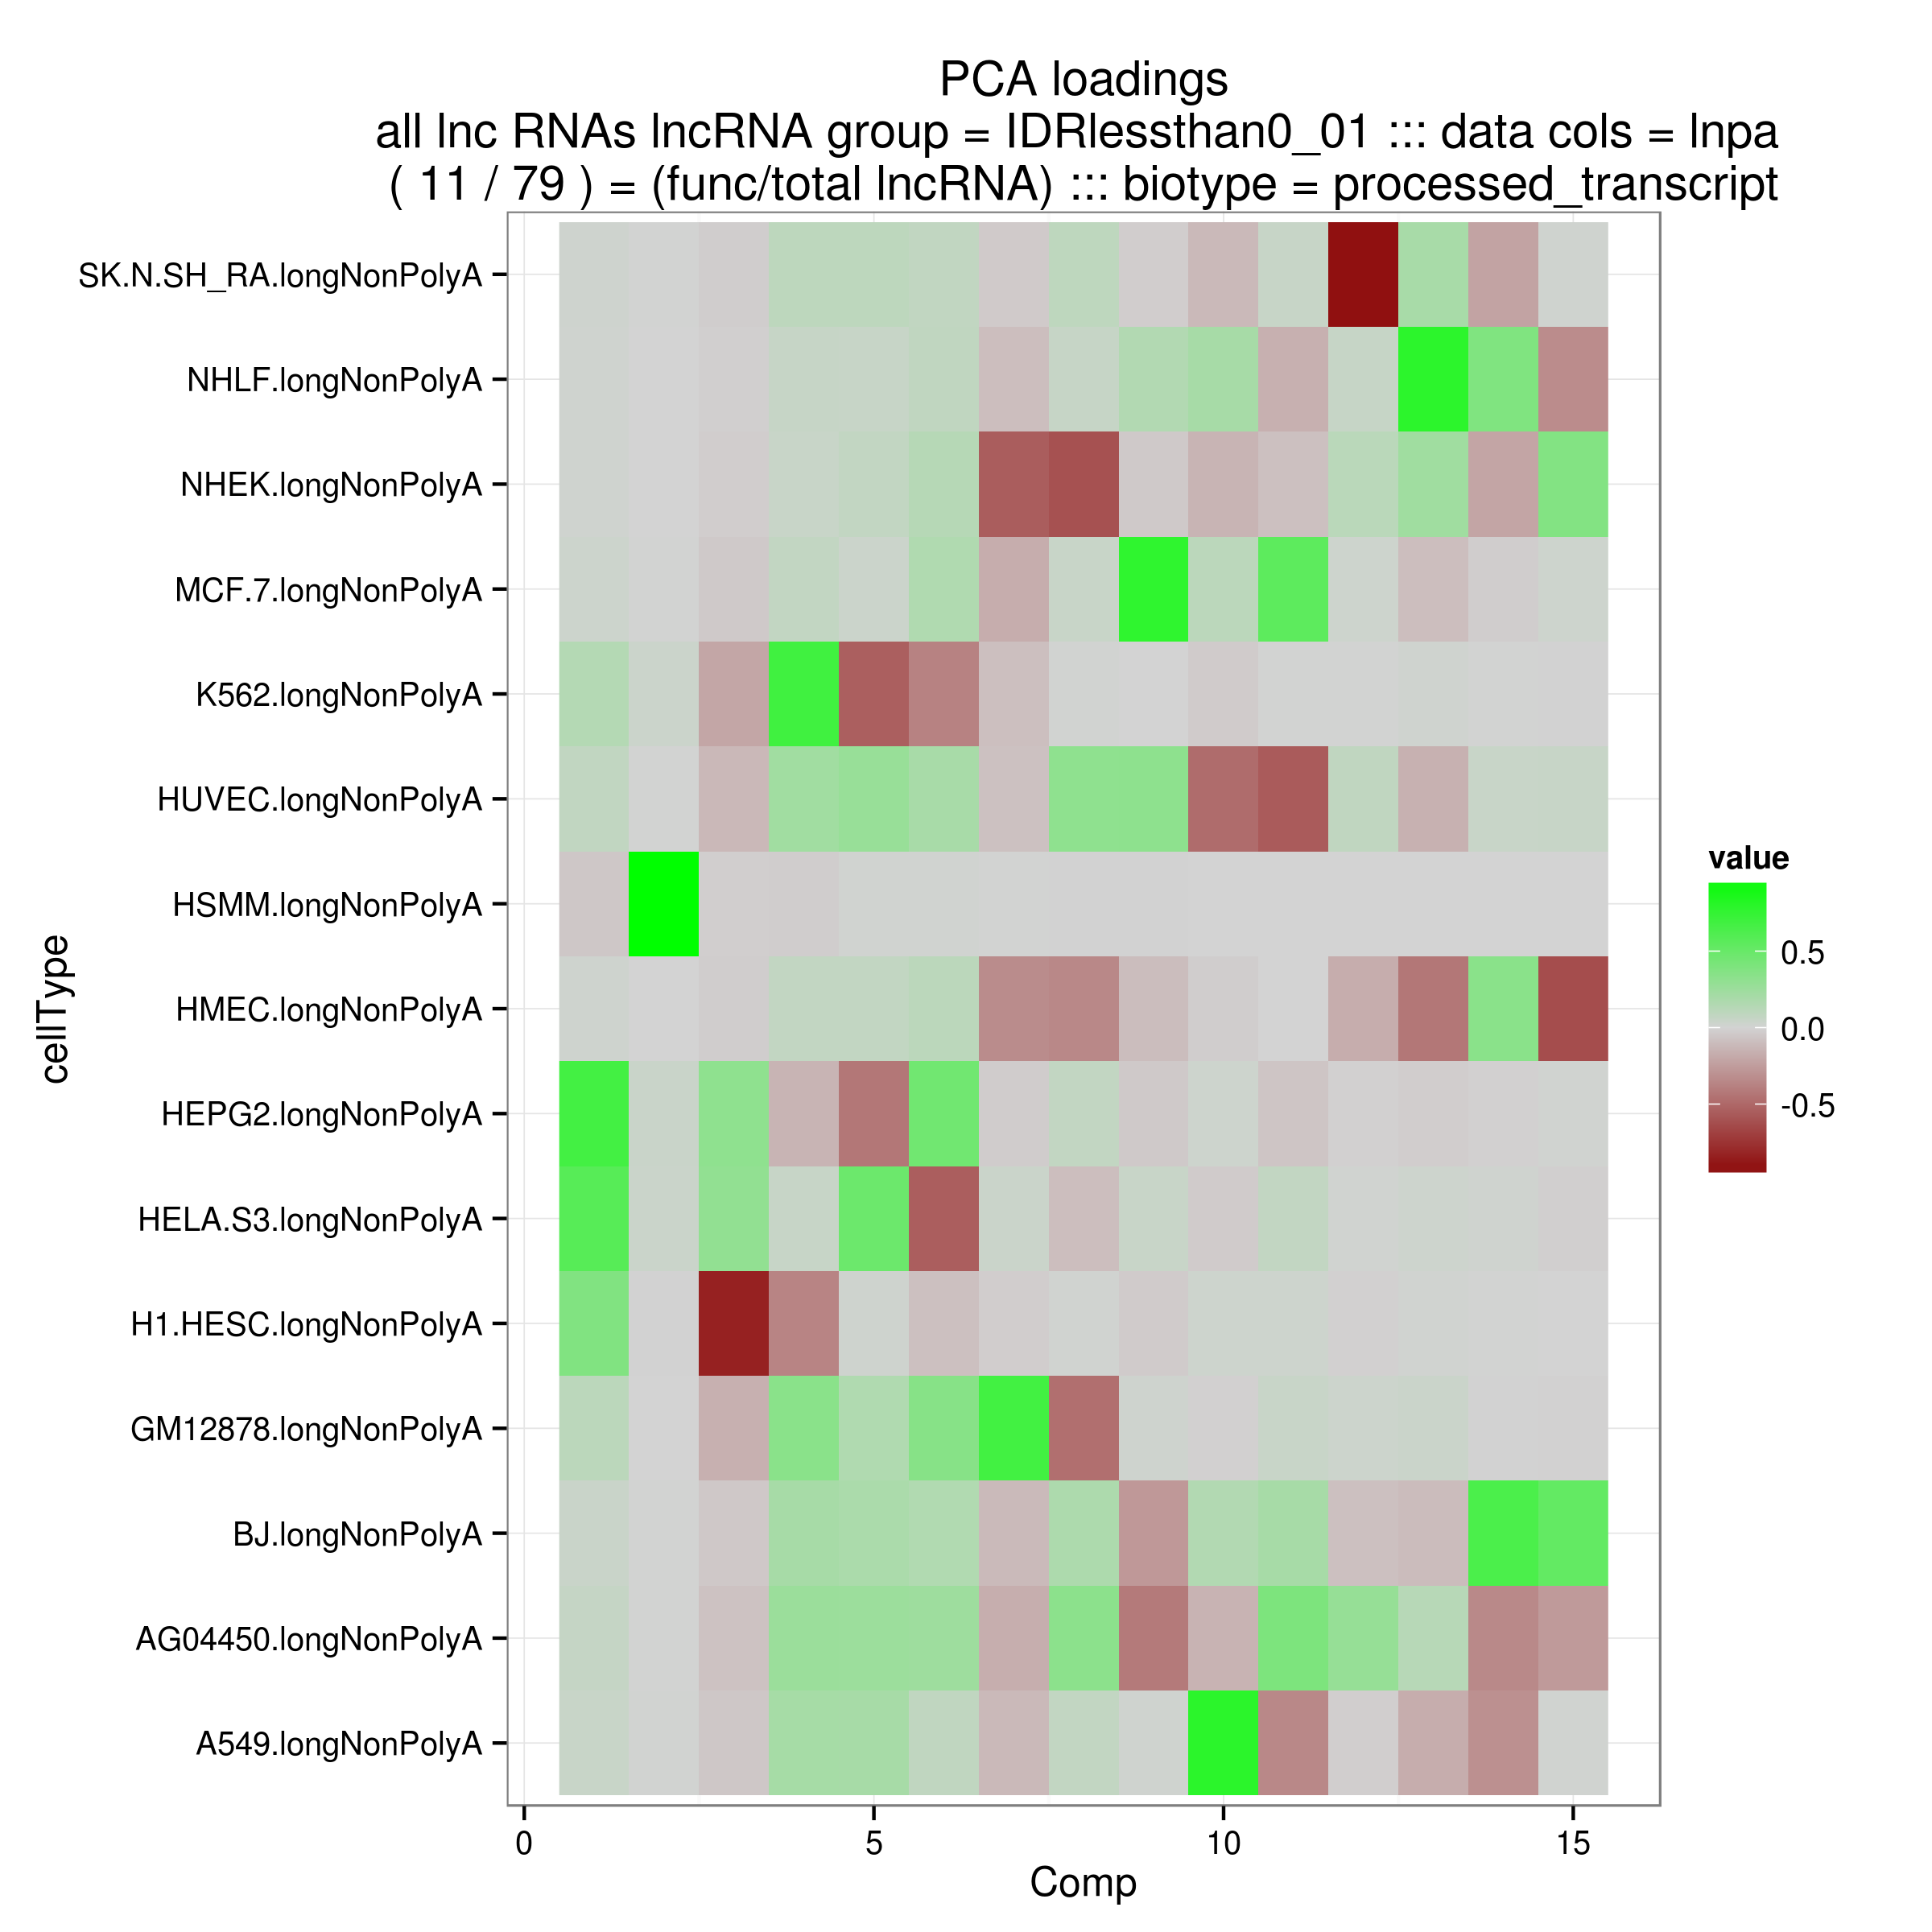 PCA loadings
all lnc RNAs lncRNA group = IDRlessthan0_01 ::: data cols = lnpa
( 11 / 79 ) = (func/total lncRNA) ::: biotype = processed_transcript
SK.N.SH_RA.longNonPolyA
NHLF.longNonPolyA
NHEK.longNonPolyA
MCF.7.longNonPolyA
K562.longNonPolyA
HUVEC.longNonPolyA
HSMM.longNonPolyA
HMEC.longNonPolyA
HEPG2.longNonPolyA
HELA.S3.longNonPolyA
H1.HESC.longNonPolyA
GM12878.longNonPolyA
BJ.longNonPolyA
AG04450.longNonPolyA
A549.longNonPolyA
cellType
0 5 10 15
Comp
value
0.5
0.0
-0.5